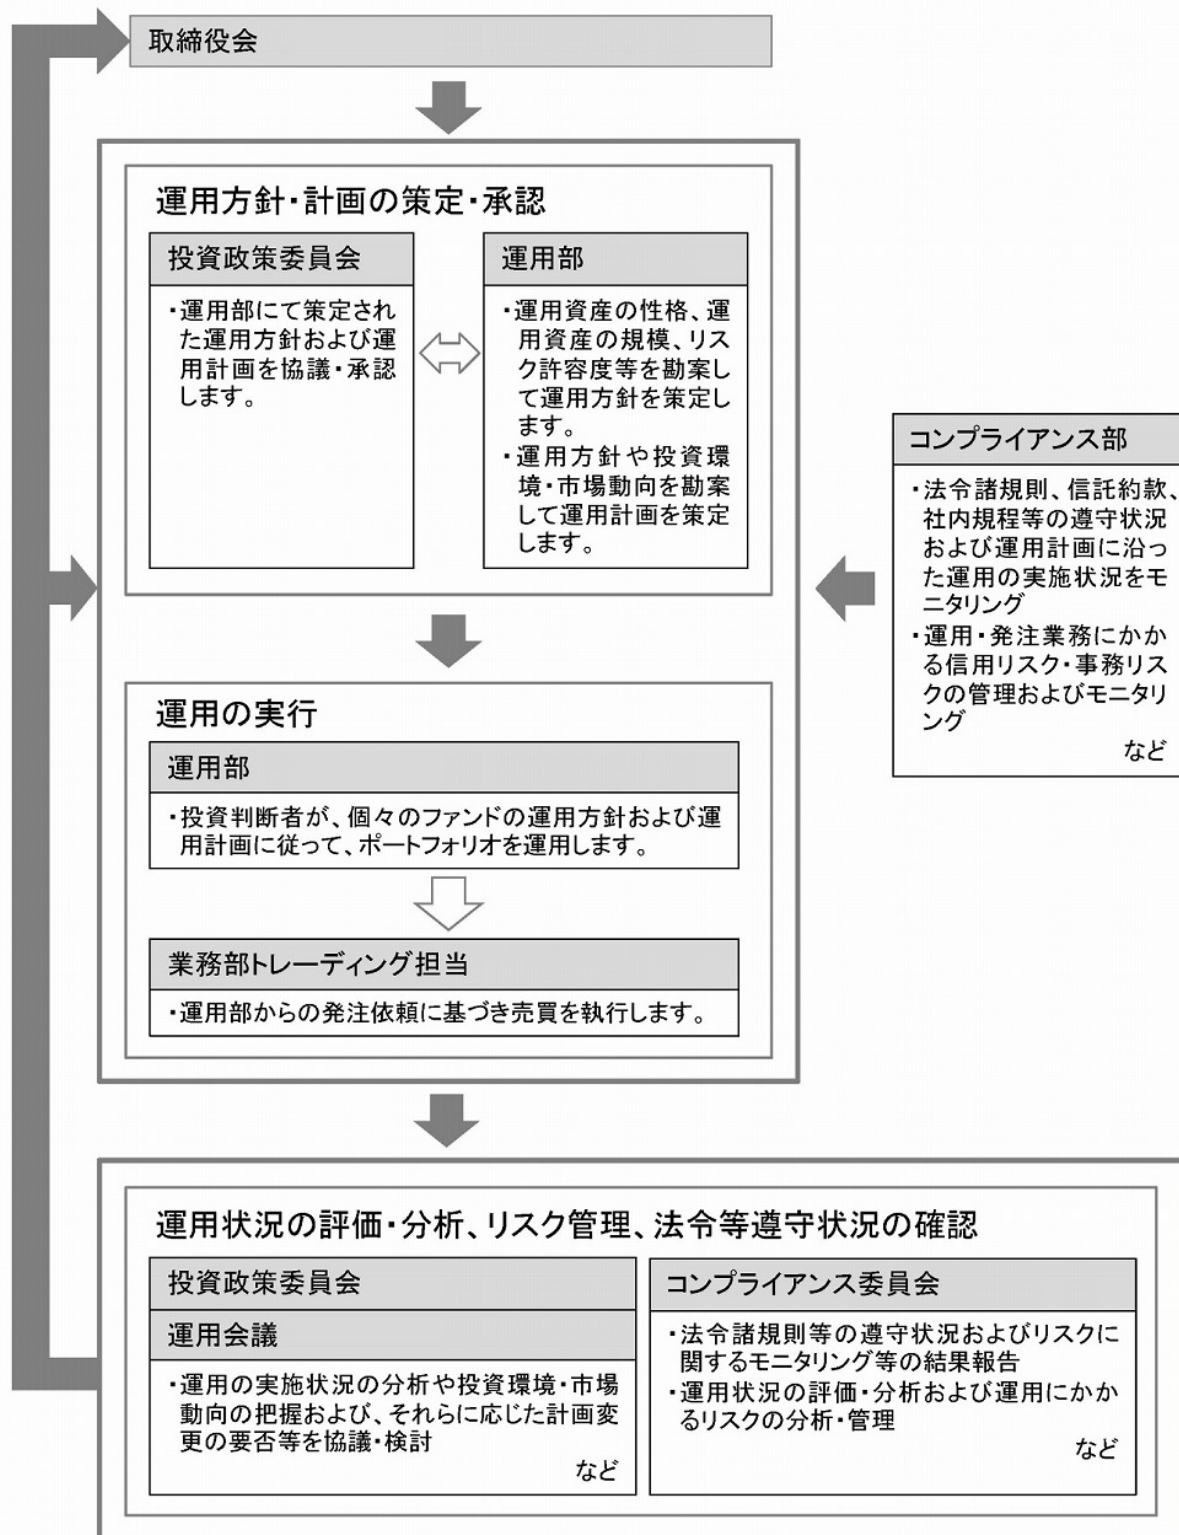 取締役会
運用方針・計画の策定・承認
投資政策委員会
・運用部にて策定され
た運用方針および運
用計画を協議・承認
します。
運用部
・運用資産の性格、運
用資産の規模、リス
ク許容度等を勘案し
て運用方針を策定し
ます。
・運用方針や投資環
境・市場動向を勘案
して運用計画を策定
します。
コンプライアンス部
・法令諸規則、信託約款、
社内規程等の遵守状況
および運用計画に沿っ
た運用の実施状況をモ
ニタリング
・運用・発注業務にかか
る信用リスク・事務リス
クの管理およびモニタリ
ング
など
運用の実行
運用部
・投資判断者が、個々のファンドの運用方針および運
用計画に従って、ポートフォリオを運用します。
業務部トレーディング担当
・運用部からの発注依頼に基づき売買を執行します。
運用状況の評価・分析、リスク管理、法令等遵守状況の確認
投資政策委員会
運用会議
・運用の実施状況の分析や投資環境・市場
動向の把握および、それらに応じた計画変
更の要否等を協議・検討
など
コンプライアンス委員会
・法令諸規則等の遵守状況およびリスクに
関するモニタリング等の結果報告
・運用状況の評価・分析および運用にかか
るリスクの分析・管理
など